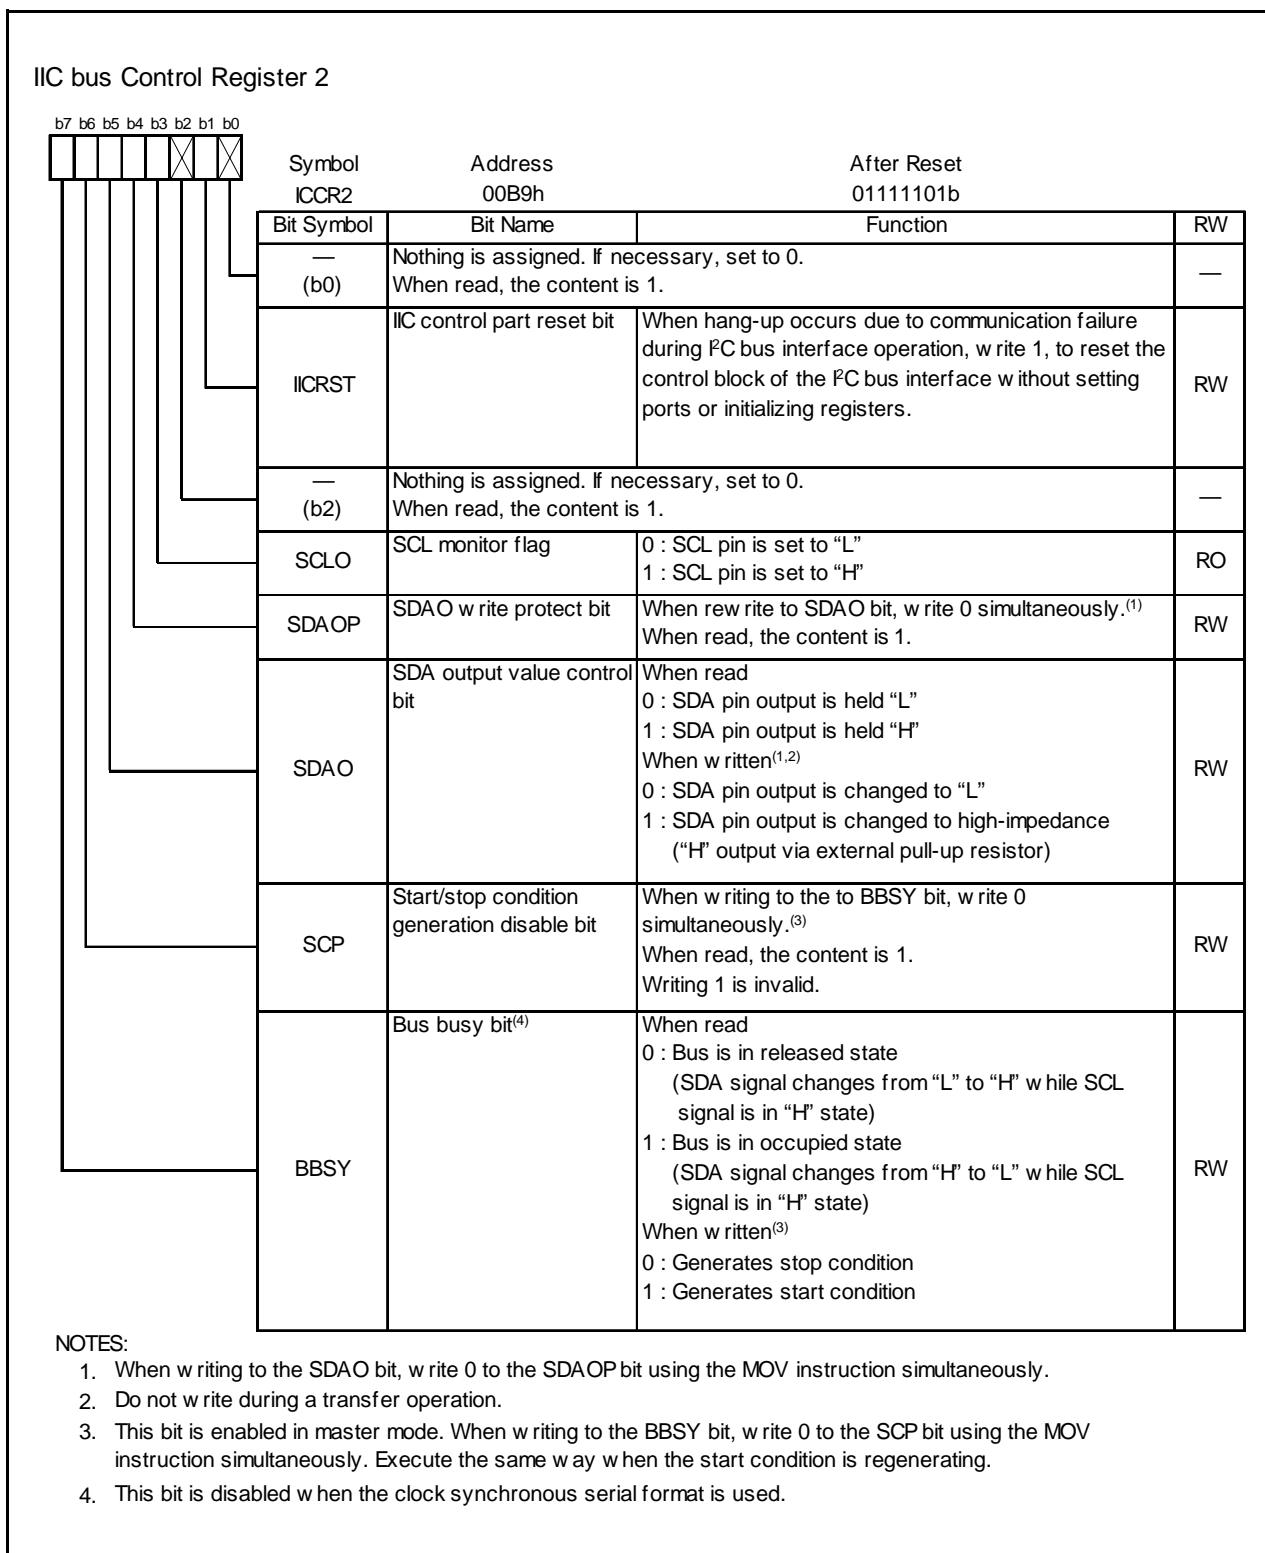 IIC bus Control Register 2
b7 b6 b5 b4 b3 b2 b1 b0
Symbol Address After Reset
ICCR2 00B9h 01111101b
Bit Symbol Bit Name Function RW
— Nothing is assigned. If necessary, set to 0. —
(b0) When read, the content is 1.
IIC control part reset bit When hang-up occurs due to communication failure
during I²C bus interface operation, write 1, to reset the
IICRST control block of the I²C bus interface without setting RW
ports or initializing registers.
— Nothing is assigned. If necessary, set to 0. —
(b2) When read, the content is 1.
SCLO SCL monitor flag 0 : SCL pin is set to “L” RO
1 : SCL pin is set to “H”
SDAOP SDAO write protect bit When rewrite to SDAO bit, write 0 simultaneously.(1) RW
When read, the content is 1.
SDA output value control When read
bit 0 : SDA pin output is held “L”
1 : SDA pin output is held “H”
SDAO When written(1,2) RW
0 : SDA pin output is changed to “L”
1 : SDA pin output is changed to high-impedance
(“H” output via external pull-up resistor)
Start/stop condition When writing to the to BBSY bit, write 0
generation disable bit simultaneously.(3)
SCP When read, the content is 1. RW
Writing 1 is invalid.
Bus busy bit(4) When read
0 : Bus is in released state
(SDA signal changes from “L” to “H” while SCL
signal is in “H” state)
1 : Bus is in occupied state
BBSY (SDA signal changes from “H” to “L” while SCL RW
signal is in “H” state)
When written(3)
0 : Generates stop condition
1 : Generates start condition
NOTES:
1. When writing to the SDAO bit, write 0 to the SDAOP bit using the MOV instruction simultaneously.
2. Do not write during a transfer operation.
3. This bit is enabled in master mode. When writing to the BBSY bit, write 0 to the SCP bit using the MOV
instruction simultaneously. Execute the same way when the start condition is regenerating.
4. This bit is disabled when the clock synchronous serial format is used.